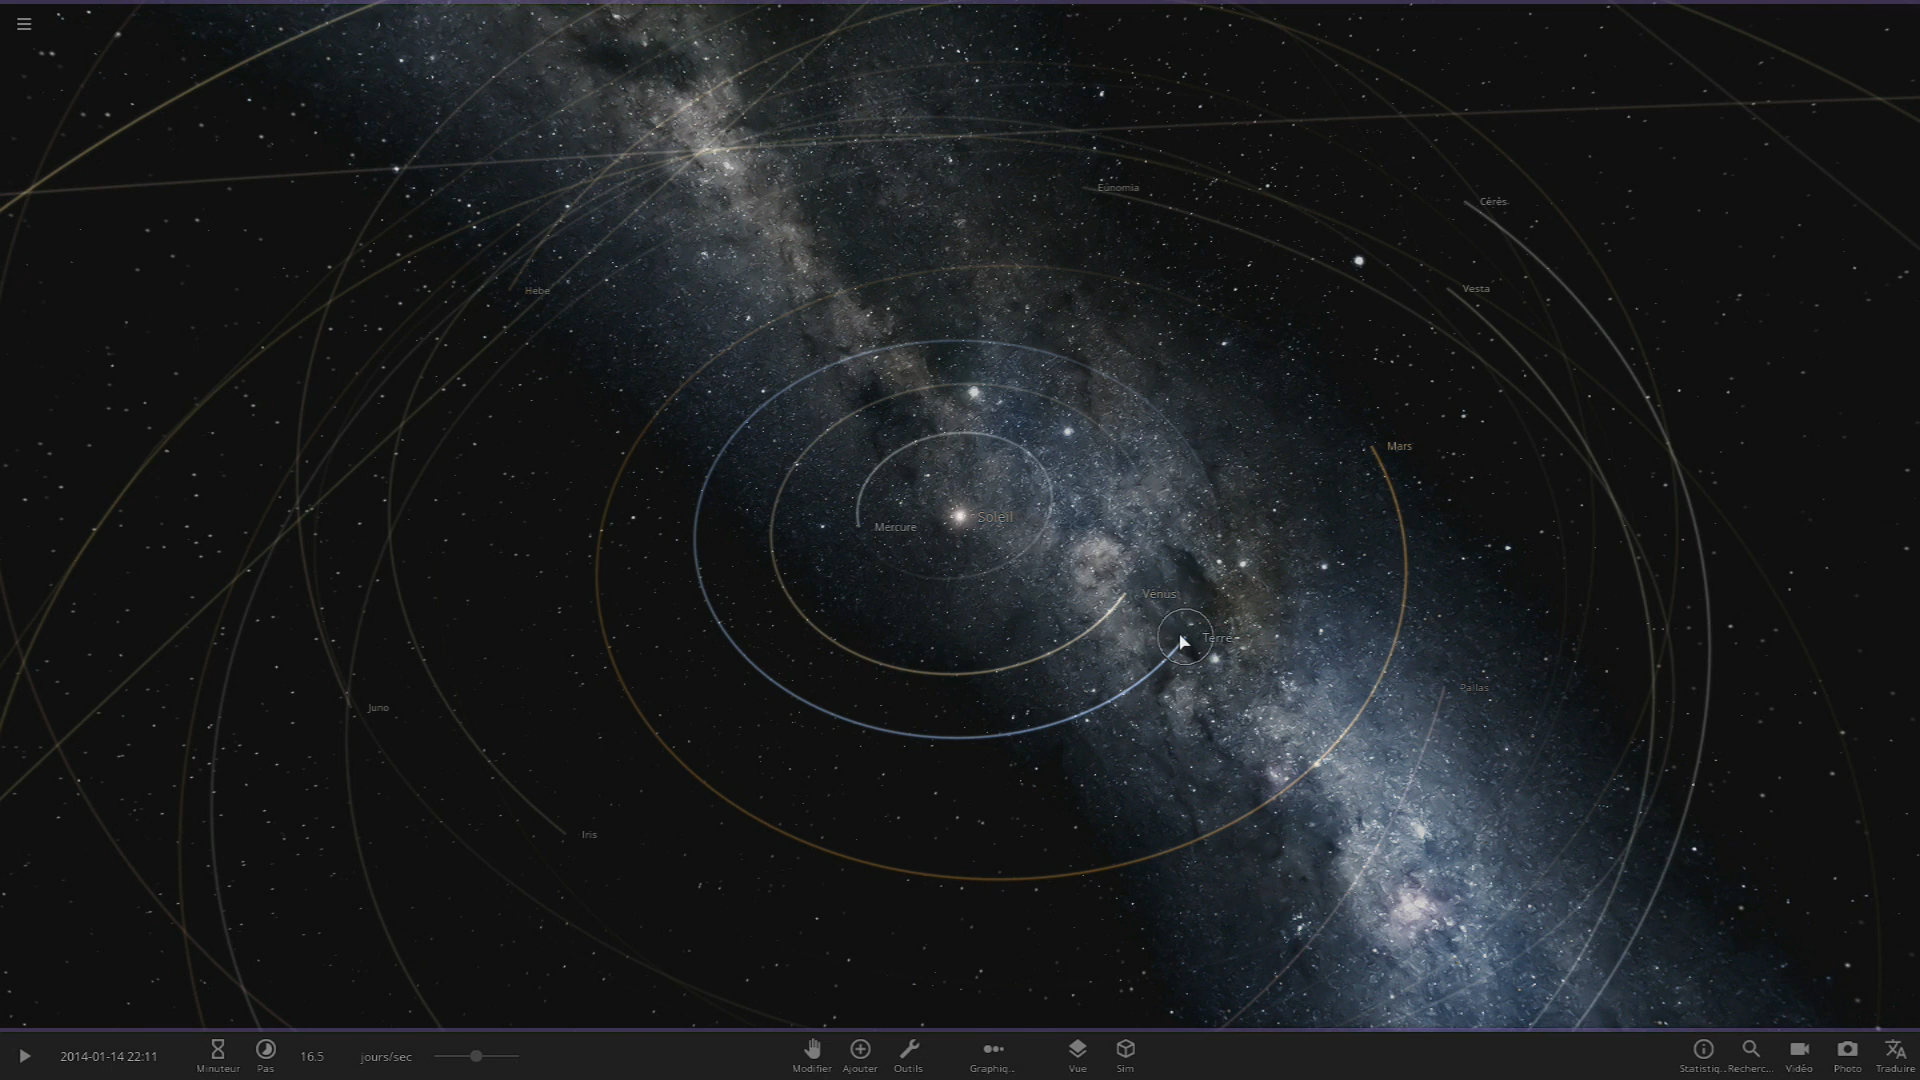 Eunomia
Cérès
Hebe
Vesta
Mars
Mercure
Soleil
Vénus
Terre
Pallas
Juno
Iris
2014-01-14 22:11
Minuteur
Pas
16.5
jours/sec
Modifier
Ajouter
Outils
Graphiq...
Vue
Sim
Statistiq...
Recherc...
Vidéo
Photo
Traduire